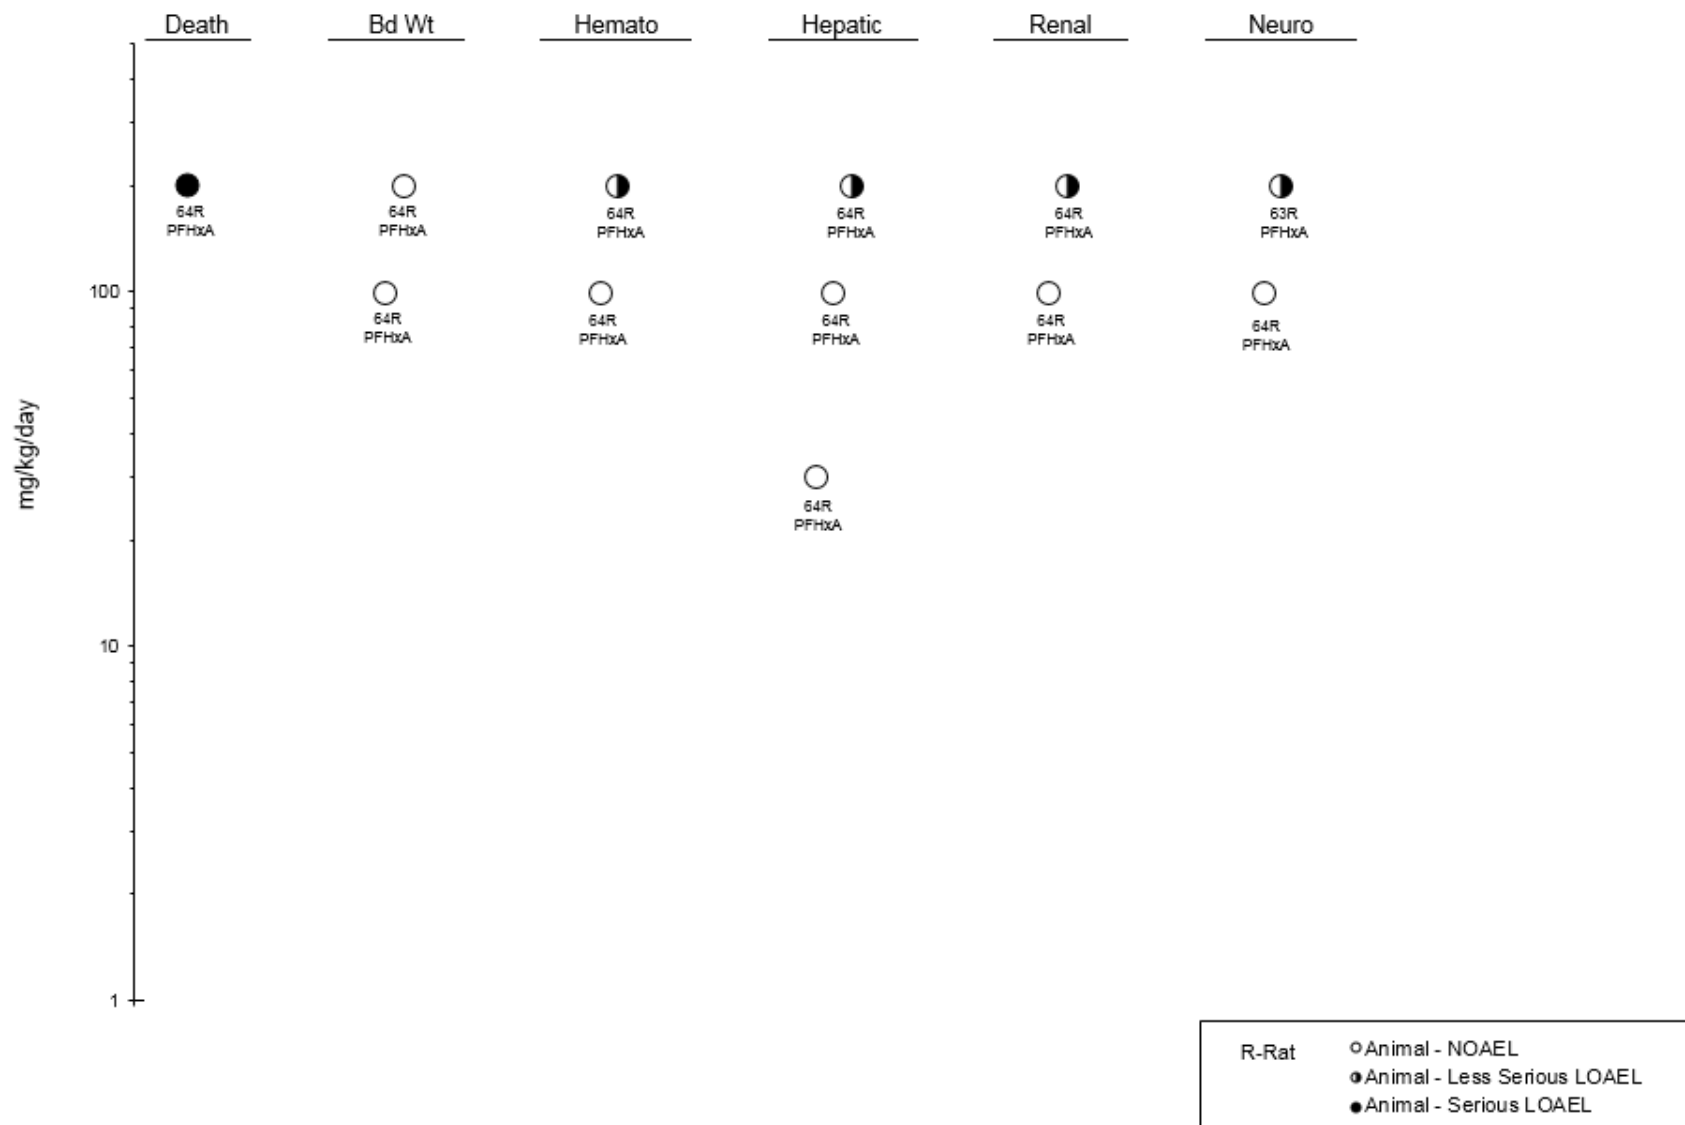 Death Bd Wt Hemato Hepatic Renal Neuro
64R 64R 64R 64R 64R 63R
PFHxA PFHxA PFHxA PFHxA PFHxA PFHxA
100
64R 64R 64R 64R 64R
PFHxA PFHxA PFHxA PFHxA PFHxA
mg/kg/day
64R
PFHxA
10
1
R-Rat
Animal - NOAEL
Animal - Less Serious LOAEL
Animal - Serious LOAEL